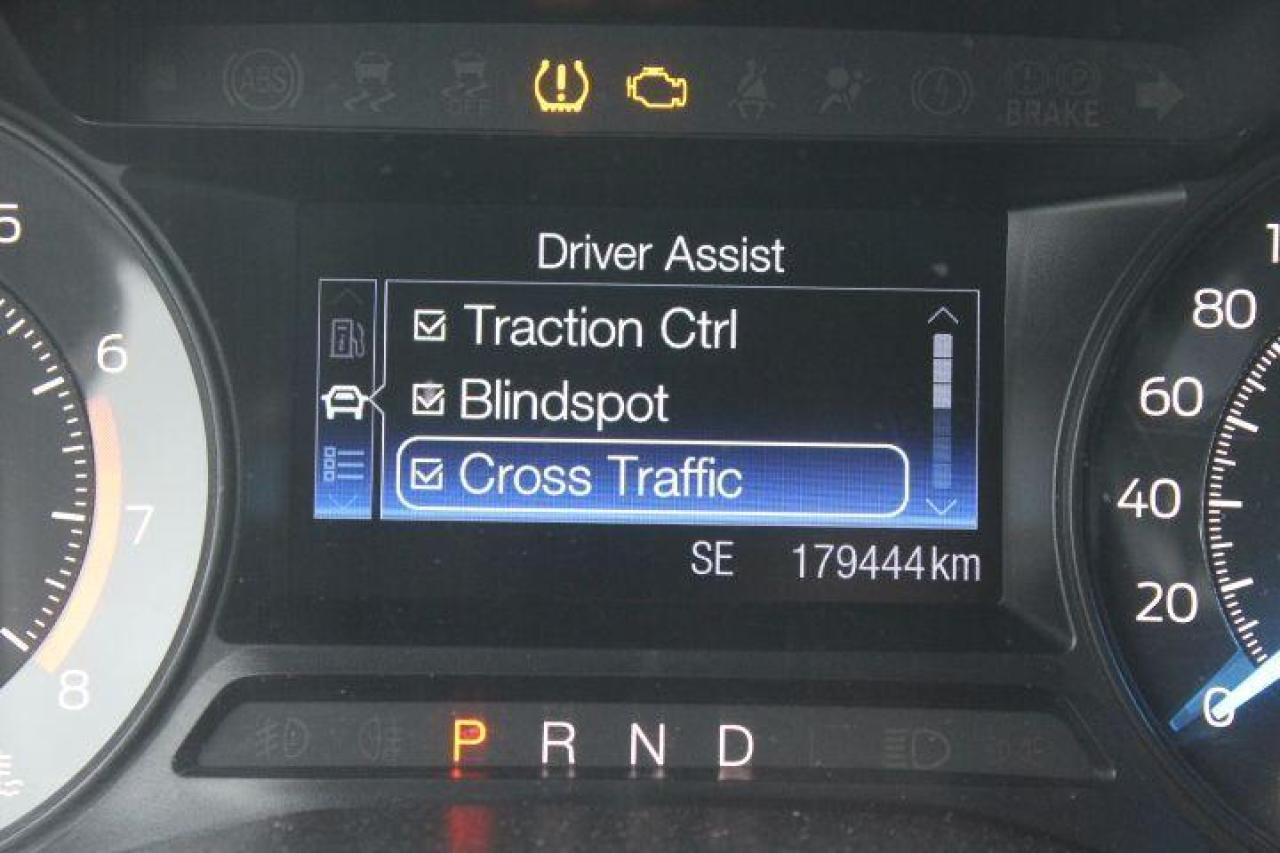 ABS
OFF
BRAKE
Driver Assist
Traction Ctrl
Blindspot
Cross Traffic
SE 179444km
5
6
7
8
80
60
40
20
0
P R N D